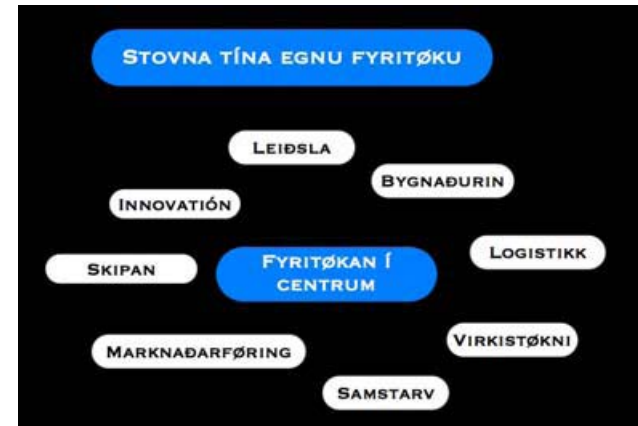 STOVNA TÍNA EGNU FYRITØKU
LEIÐSLA
BYGNAÐURIN
INNOVATIÓN
LOGISTIKK
SKIPAN
FYRITØKAN Í
CENTRUM
VIRKISTØKNI
MARKNAÐARFØRING
SAMSTARV